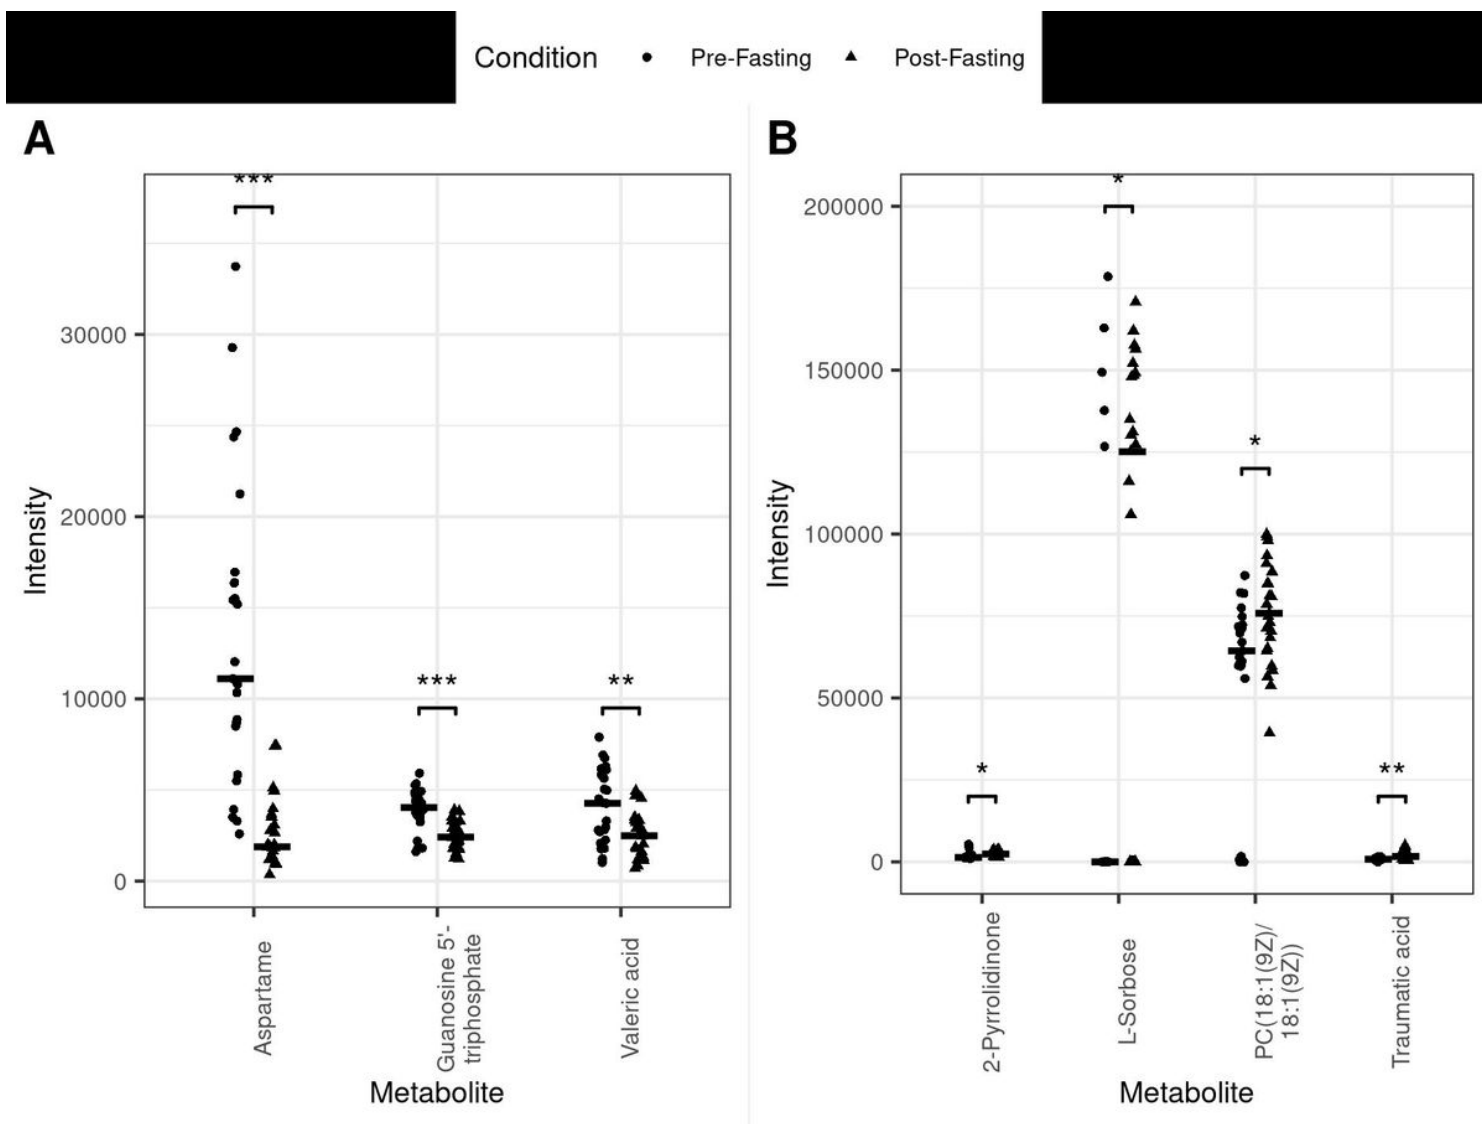 Condition Pre-Fasting Post-Fasting
A
***
***
**
30000
20000
10000
0
Intensity
Aspartame
Guanosine 5'-
triphosphate
Valeric acid
Metabolite
B
*
*
*
**
200000
150000
100000
50000
0
Intensity
2-Pyrrolidinone
L-Sorbose
PC(18:1(9Z)/
18:1(9Z))
Traumatic acid
Metabolite